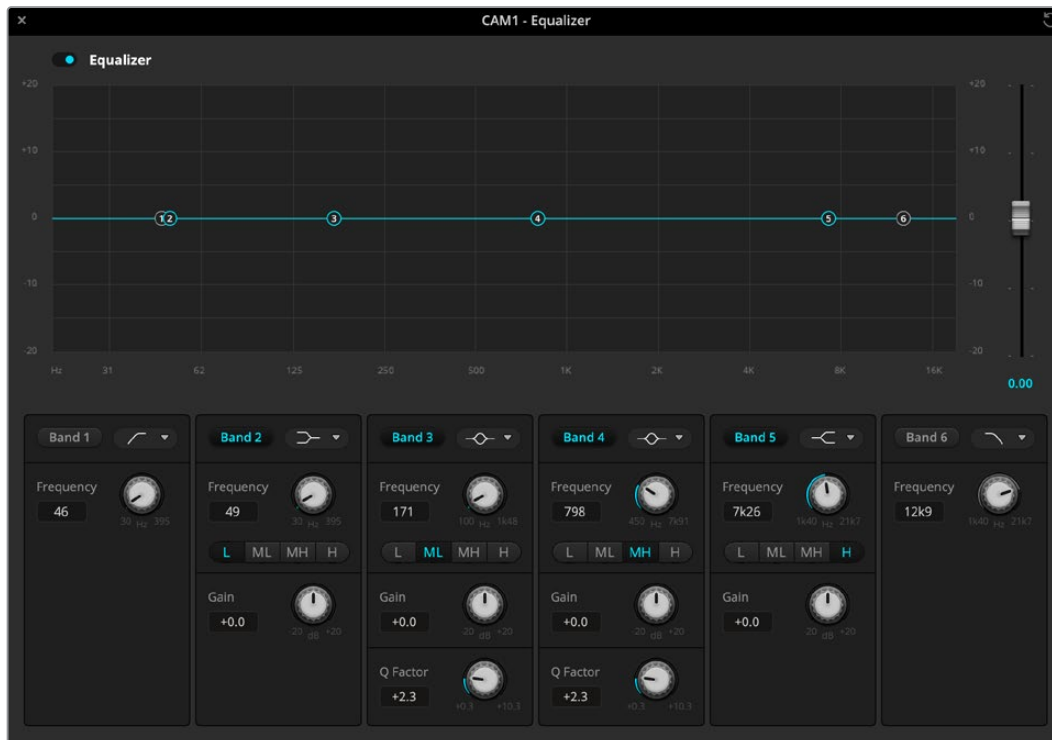 × CAM1 - Equalizer
Equalizer
+20 +20
+10 +10
1 2 3 4 5 6
0 0
-10 -10
-20 -20
Hz 31 62 125 250 500 1K 2K 4K 8K 16K
0.00
Band 1 Band 2 Band 3 Band 4 Band 5 Band 6
Frequency Frequency Frequency Frequency Frequency Frequency
46 49 171 798 7k26 12k9
30 Hz 395 30 Hz 395 100 Hz 1k48 450 Hz 7k91 1k40 Hz 21k7 1k40 Hz 21k7
L ML MH H L ML MH H L ML MH H L ML MH H
Gain Gain Gain Gain
+0.0 +0.0 +0.0 +0.0
-20 dB +20 -20 dB +20 -20 dB +20 -20 dB +20
Q Factor Q Factor
+2.3 +2.3
+0.3 +10.3 +0.3 +10.3